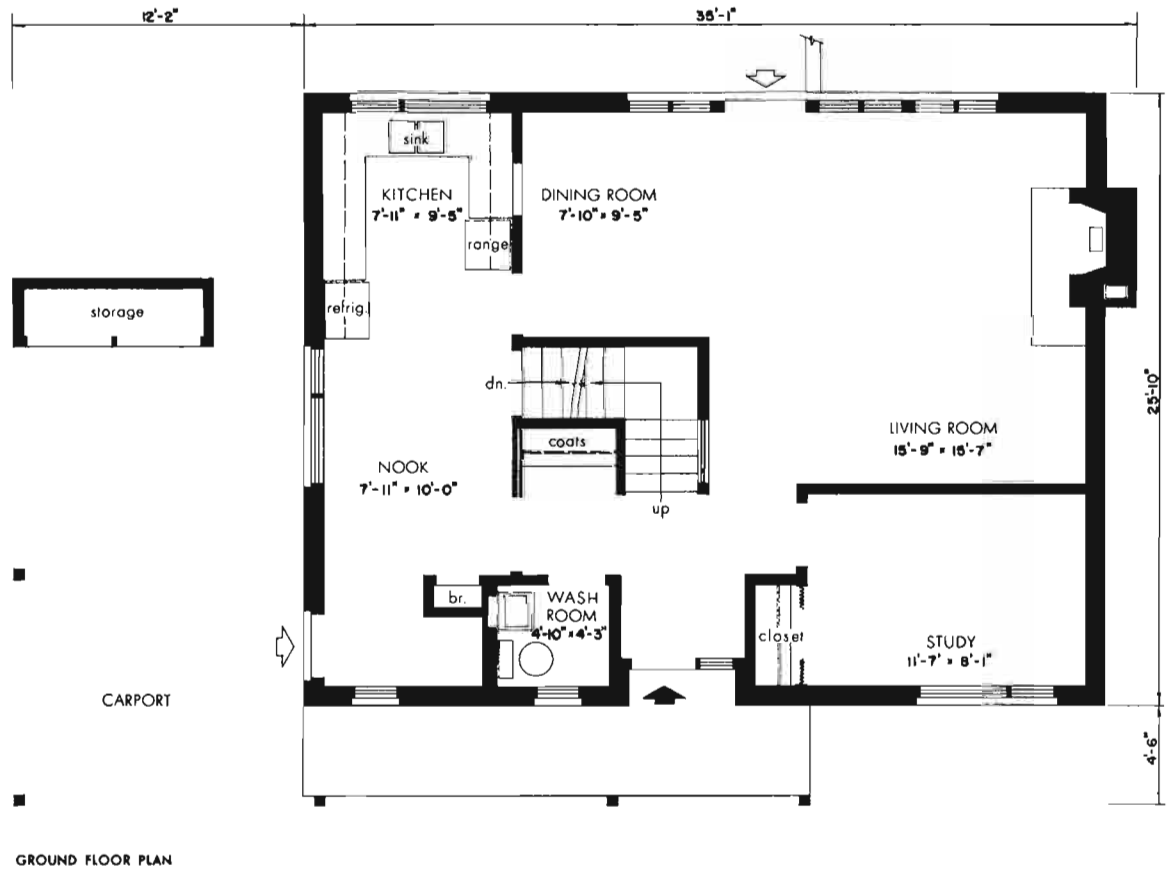 12'-2"
35'-1"
sink
KITCHEN
7'-11" × 9'-5"
DINING ROOM
7'-10" × 9'-5"
range
storage
refrig.
dn.
25'-10"
coats
LIVING ROOM
15'-9" × 15'-7"
NOOK
7'-11" × 10'-0"
up
br.
WASH
ROOM
4'-10" × 4'-3"
closet
STUDY
11'-7" × 8'-1"
CARPORT
4'-6"
GROUND FLOOR PLAN